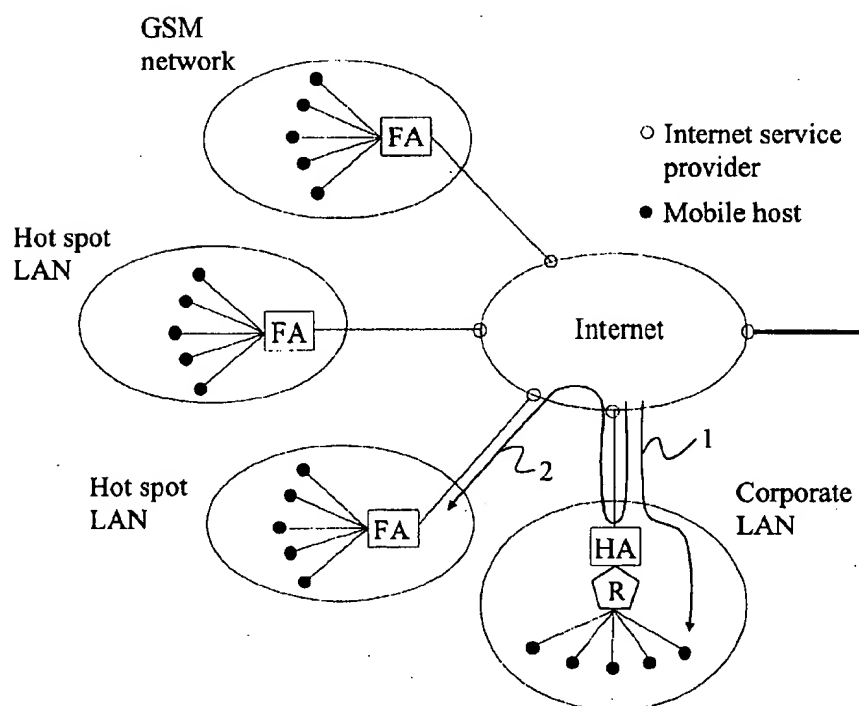 GSM
network
FA
Internet service
provider
Mobile host
Hot spot
LAN
FA
Internet
1
2
Hot spot
LAN
FA
Corporate
LAN
HA
R